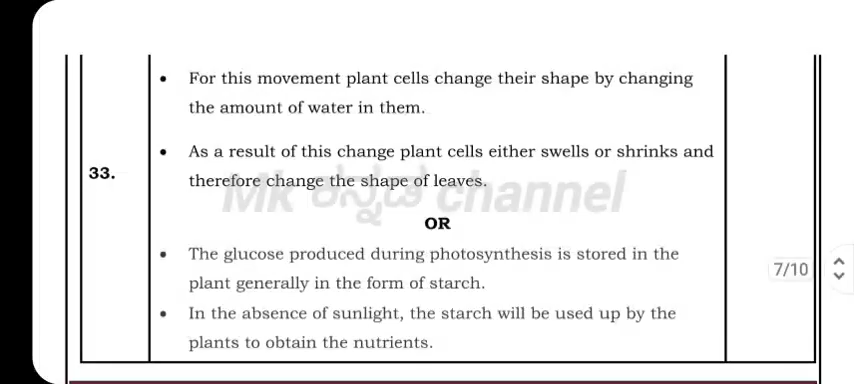 • For this movement plant cells change their shape by changing
the amount of water in them.
• As a result of this change plant cells either swells or shrinks and
33.
therefore change the shape of leaves.
Mk ಕನ್ನಡ channel
OR
• The glucose produced during photosynthesis is stored in the
7/10
plant generally in the form of starch.
• In the absence of sunlight, the starch will be used up by the
plants to obtain the nutrients.